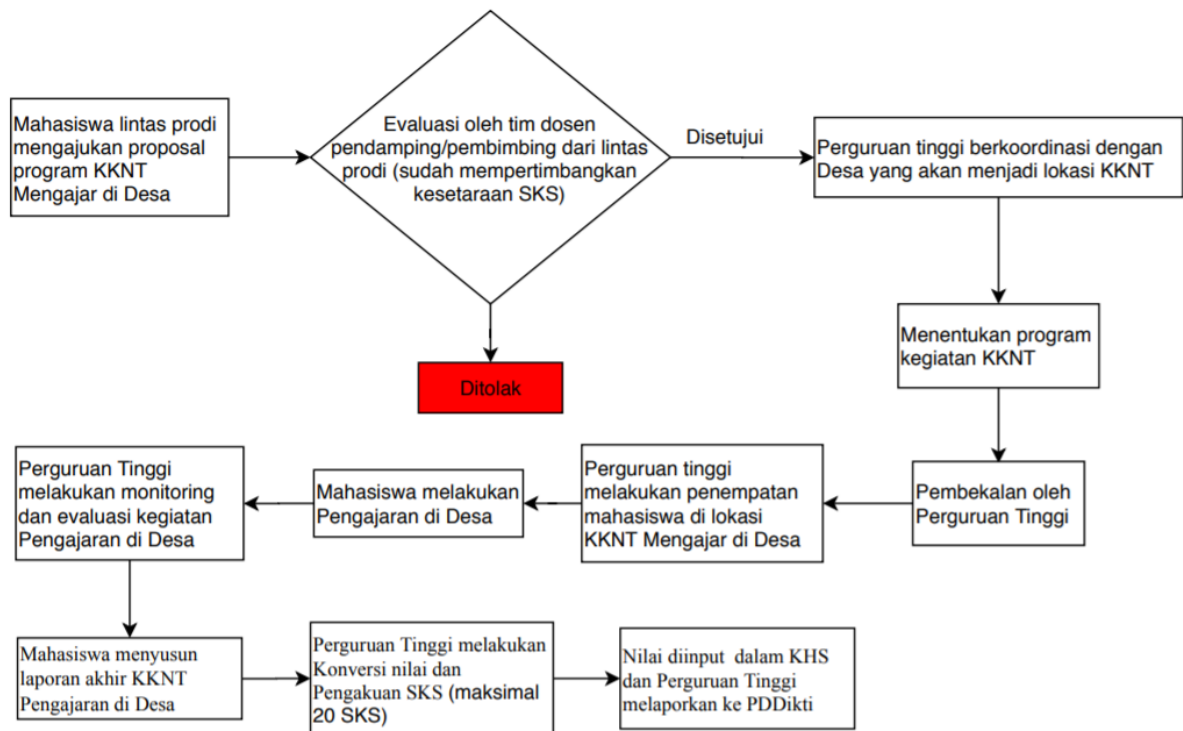 Mahasiswa lintas prodi
mengajukan proposal
program KKNT
Mengajar di Desa
Evaluasi oleh tim dosen
pendamping/pembimbing dari lintas
prodi (sudah mempertimbangkan
kesetaraan SKS)
Disetujui
Perguruan tinggi berkoordinasi dengan
Desa yang akan menjadi lokasi KKNT
Ditolak
Menentukan program
kegiatan KKNT
Pembekalan oleh
Perguruan Tinggi
Perguruan tinggi
melakukan penempatan
mahasiswa di lokasi
KKNT Mengajar di Desa
Mahasiswa melakukan
Pengajaran di Desa
Perguruan Tinggi
melakukan monitoring
dan evaluasi kegiatan
Pengajaran di Desa
Mahasiswa menyusun
laporan akhir KKNT
Pengajaran di Desa
Perguruan Tinggi melakukan
Konversi nilai dan
Pengakuan SKS (maksimal
20 SKS)
Nilai diinput dalam KHS
dan Perguruan Tinggi
melaporkan ke PDDikti